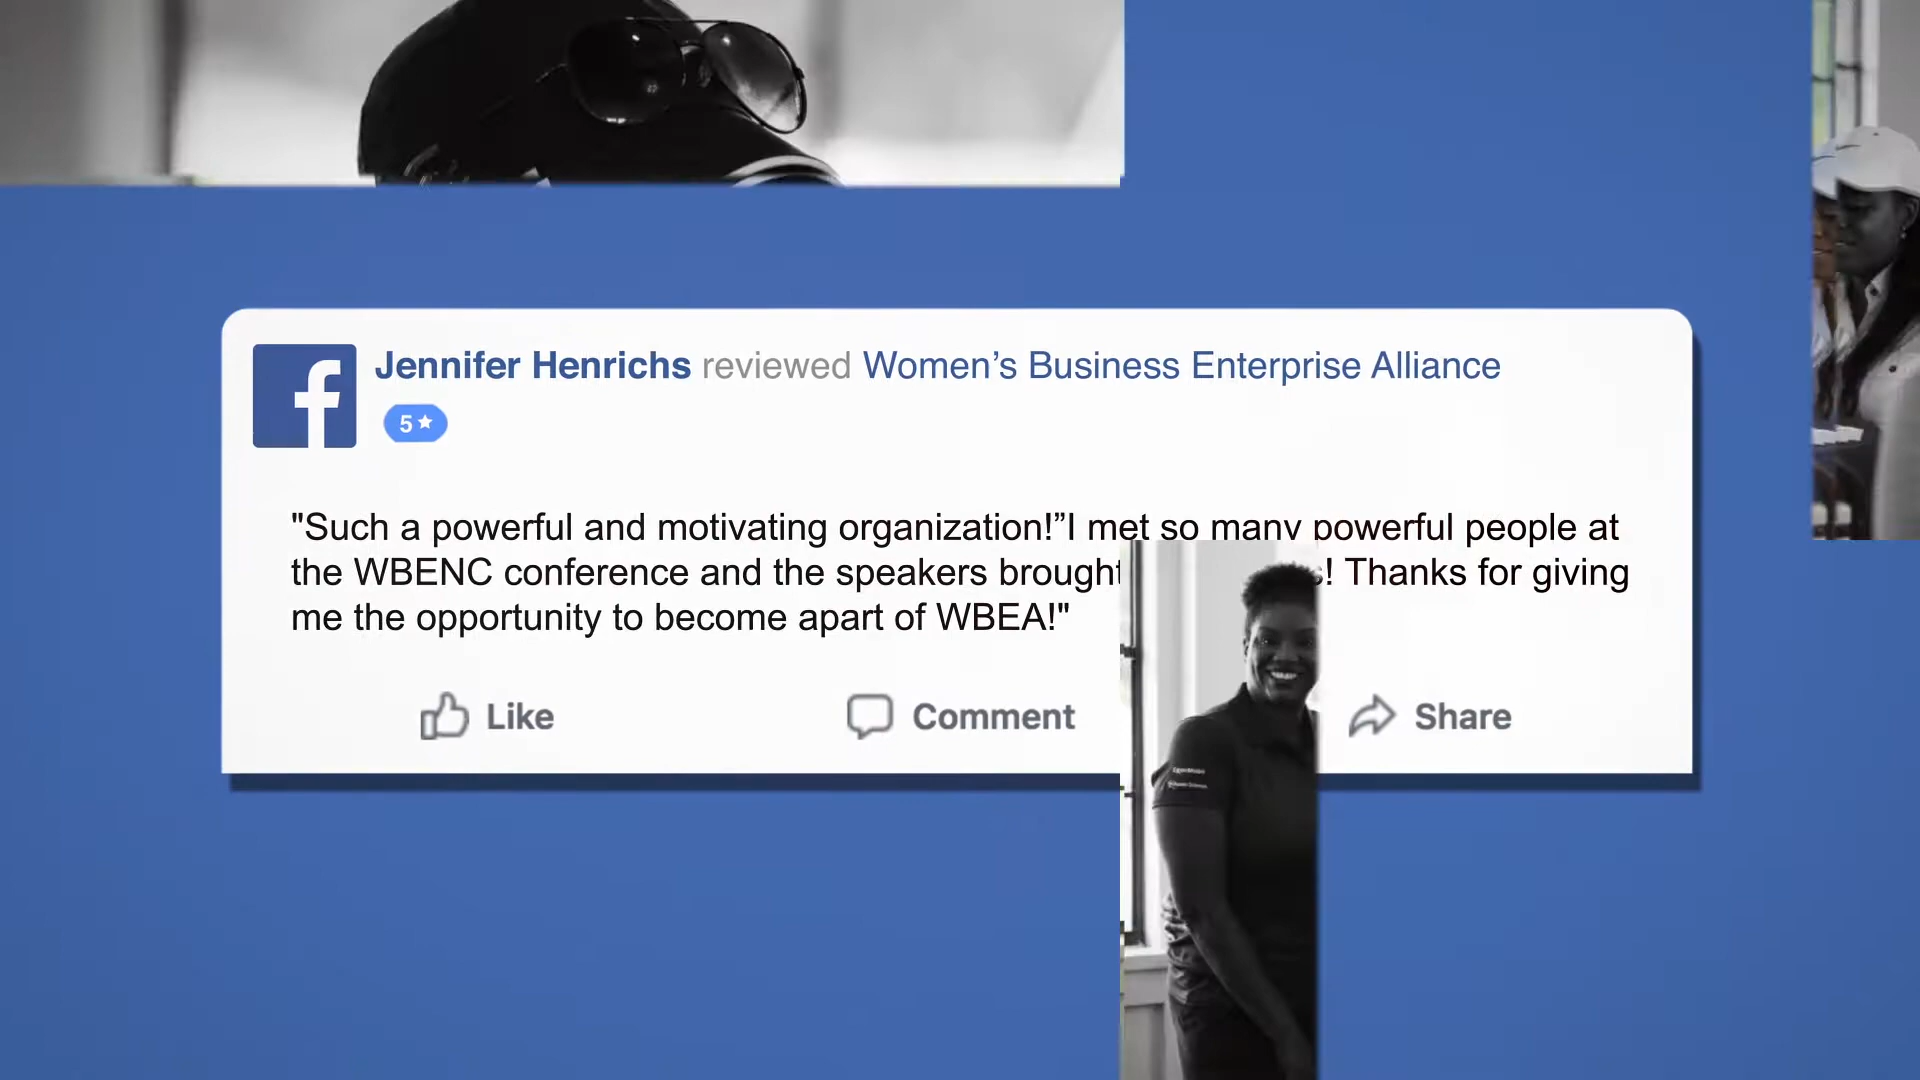 Jennifer Henrichs reviewed Women’s Business Enterprise Alliance
5★
"Such a powerful and motivating organization!”I met so many powerful people at
the WBENC conference and the speakers brought ! Thanks for giving
me the opportunity to become apart of WBEA!"
Like Comment Share